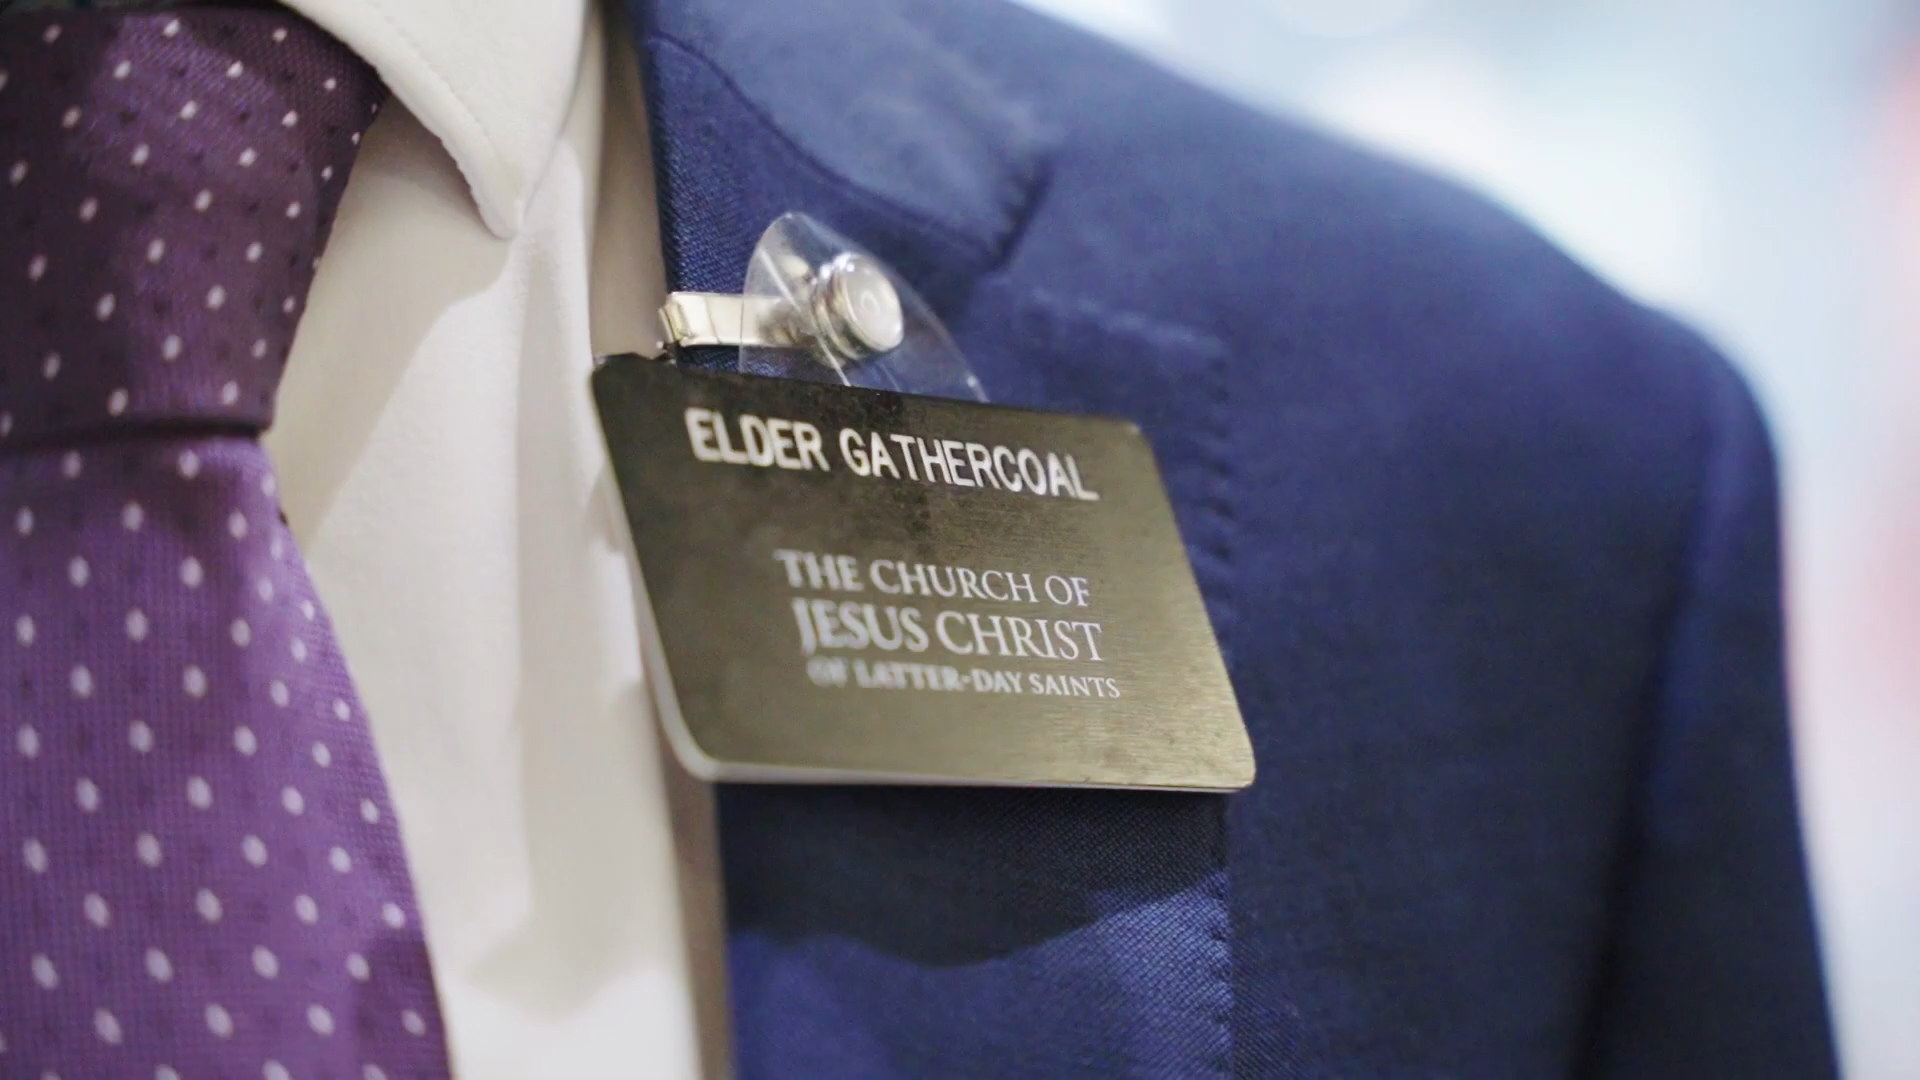 ELDER GATHERCOAL
THE CHURCH OF
JESUS CHRIST
OF LATTER-DAY SAINTS